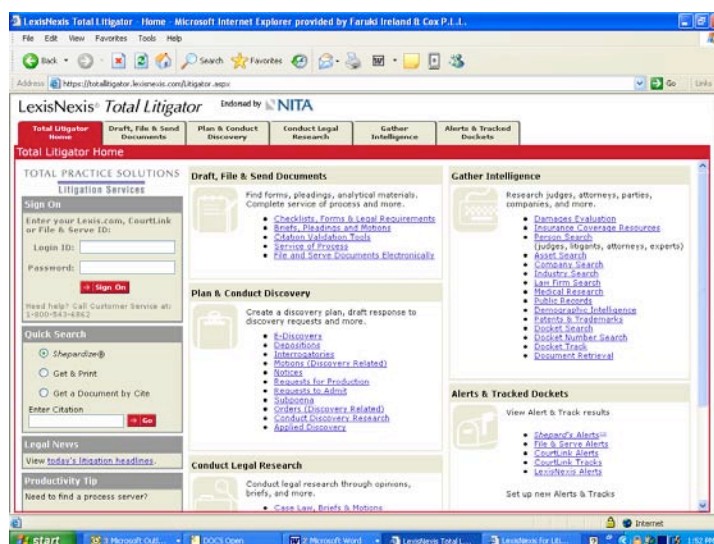 LexisNexis Total Litigator - Home - Microsoft Internet Explorer provided by Faruki Ireland & Cox P.L.L.
File Edit View Favorites Tools Help
Back Search Favorites
Address https://totallitigator.lexisnexis.com/Litigator.aspx Go Links
LexisNexis® Total Litigator Endorsed by NITA
Total Litigator Home
Draft, File & Send Documents
Plan & Conduct Discovery
Conduct Legal Research
Gather Intelligence
Alerts & Tracked Dockets
Total Litigator Home
TOTAL PRACTICE SOLUTIONS
Litigation Services
Sign On
Enter your Lexis.com, CourtLink
or File & Serve ID:
Login ID:
Password:
Sign On
Need help? Call Customer Service at:
1-800-543-6862
Quick Search
Shepardize®
Get & Print
Get a Document by Cite
Enter Citation
Go
Legal News
View today's litigation headlines.
Productivity Tip
Need to find a process server?
Draft, File & Send Documents
Find forms, pleadings, analytical materials.
Complete service of process and more.
Checklists, Forms & Legal Requirements
Briefs, Pleadings and Motions
Citation Validation Tools
Service of Process
File and Serve Documents Electronically
Plan & Conduct Discovery
Create a discovery plan, draft response to
discovery requests and more.
E-Discovery
Depositions
Interrogatories
Motions (Discovery Related)
Notices
Requests for Production
Requests to Admit
Subpoena
Orders (Discovery Related)
Conduct Discovery Research
Applied Discovery
Conduct Legal Research
Conduct legal research through opinions,
briefs, and more.
Case Law, Briefs & Motions
Gather Intelligence
Research judges, attorneys, parties,
companies, and more.
Damages Evaluation
Insurance Coverage Resources
Person Search
(judges, litigants, attorneys, experts)
Asset Search
Company Search
Industry Search
Law Firm Search
Medical Research
Public Records
Demographic Intelligence
Patents & Trademarks
Docket Search
Docket Number Search
Docket Track
Document Retrieval
Alerts & Tracked Dockets
View Alert & Track results
Shepard's Alerts
File & Serve Alerts
CourtLink Alerts
CourtLink Tracks
LexisNexis Alerts
Set up new Alerts & Tracks
Internet
start 3 Microsoft Outl... DOCS Open 2 Microsoft Word LexisNexis Total L... LexisNexis for Liti... 1:52 PM